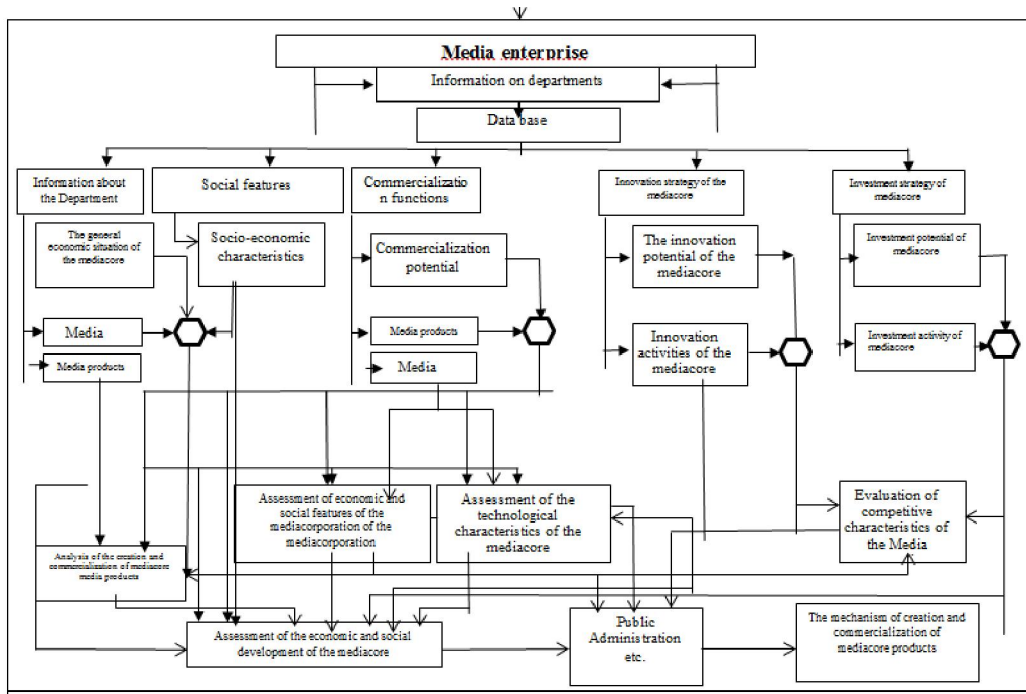 Media enterprise
Information on departments
Data base
Information about
the Department
Social features
Commercializatio
n functions
Innovation strategy of the
mediacore
Investment strategy of
mediacore
The general
economic situation of
the mediacore
Socio-economic
characteristics
Commercialization
potential
The innovation
potential of the
mediacore
Investment potential of
mediacore
Media
Media products
Media products
Media
Innovation
activities of the
mediacore
Investment activity of
mediacore
Assessment of economic and
social features of the
mediacorporation of the
mediacorporation
Assessment of the
technological
characteristics of the
mediacore
Evaluation of
competitive
characteristics of
the Media
Analysis of the creation and
commercialization of mediacore
media products
Assessment of the economic and social
development of the mediacore
Public
Administration
etc.
The mechanism of creation and
commercialization of
mediacore products